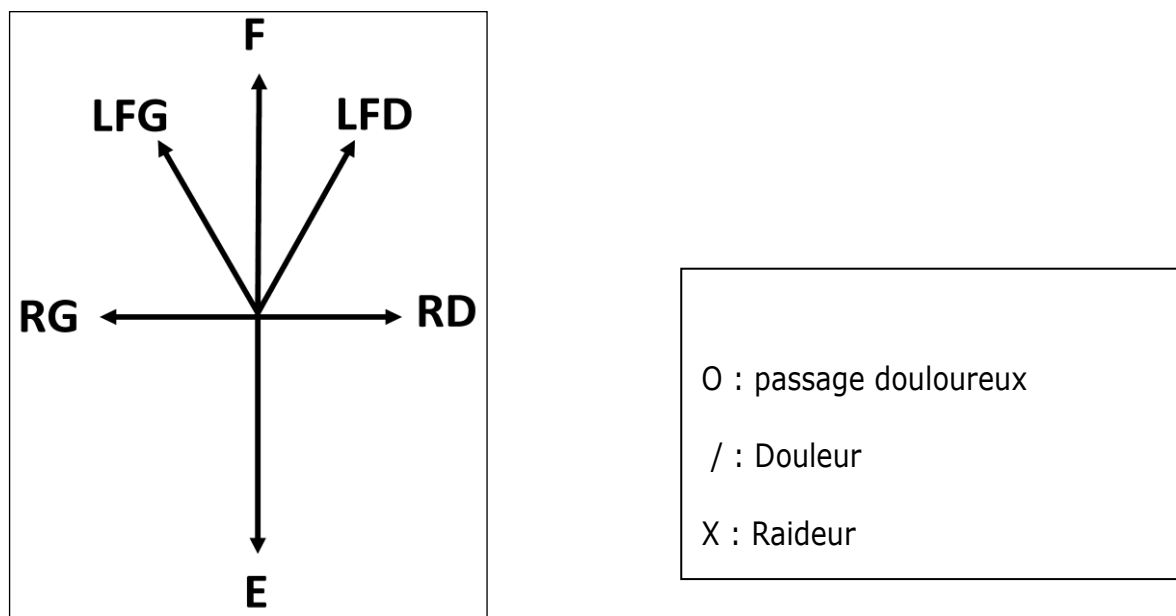 F
LFG LFD
RG RD
E
O : passage douloureux
/ : Douleur
X : Raideur